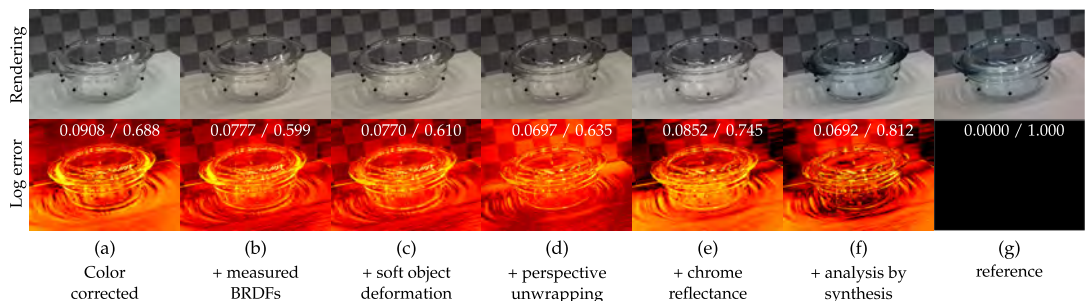 Rendering
Log error
0.0908 / 0.688
0.0777 / 0.599
0.0770 / 0.610
0.0697 / 0.635
0.0852 / 0.745
0.0692 / 0.812
0.0000 / 1.000
(a)
Color
corrected
(b)
+ measured
BRDFs
(c)
+ soft object
deformation
(d)
+ perspective
unwrapping
(e)
+ chrome
reflectance
(f)
+ analysis by
synthesis
(g)
reference